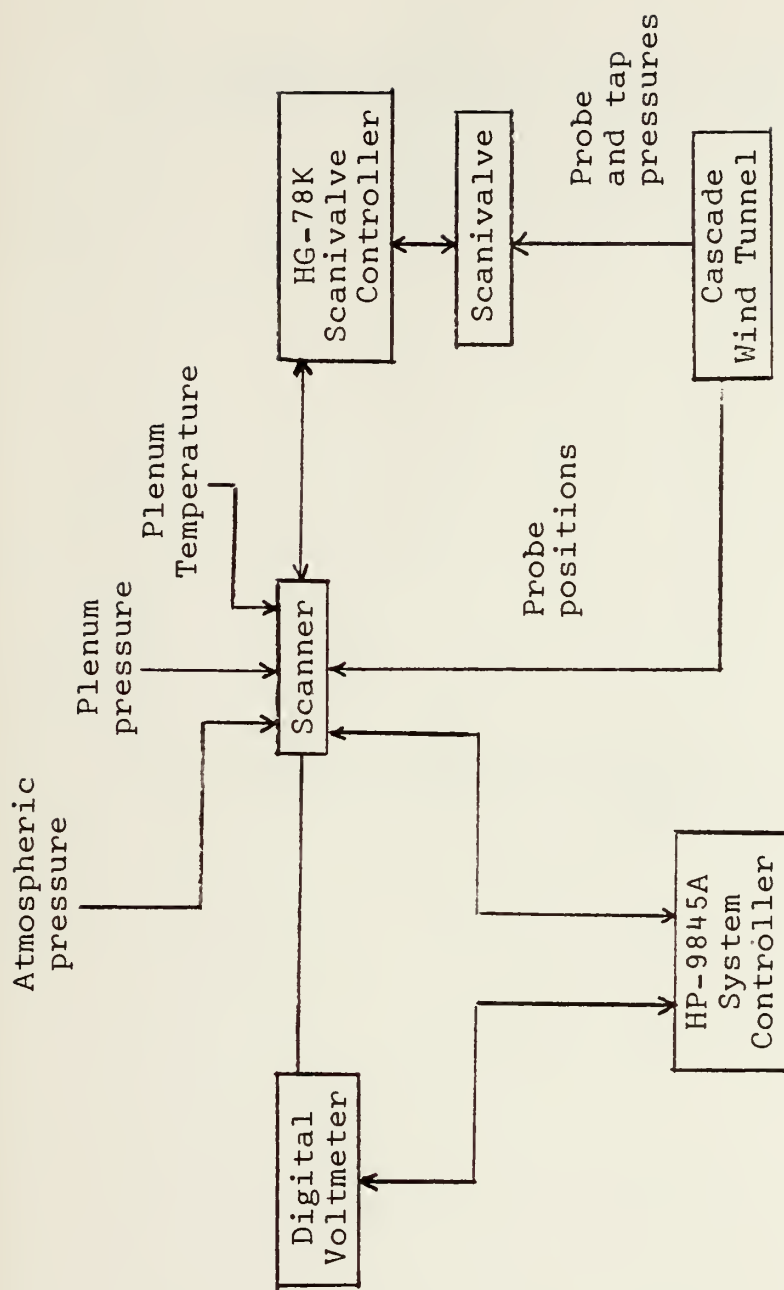 Atmospheric
pressure
Plenum
pressure
Plenum
Temperature
Digital
Voltmeter
Scanner
HG-78K
Scanivalve
Controller
Scanivalve
Probe
and tap
pressures
Probe
positions
HP-9845A
System
Controller
Cascade
Wind Tunnel